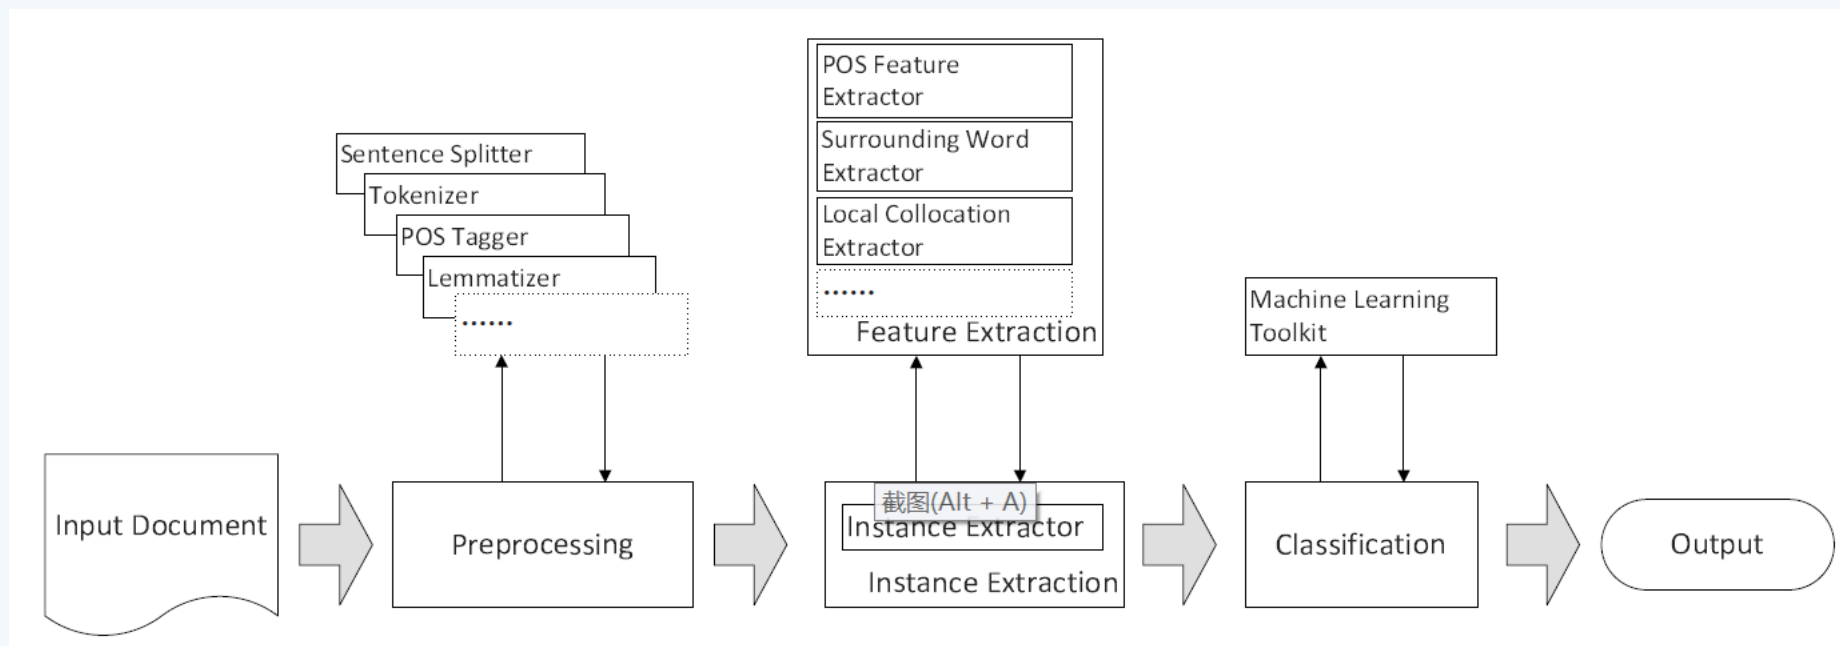 POS Feature
Extractor
Surrounding Word
Extractor
Local Collocation
Extractor
......
Feature Extraction
Sentence Splitter
Tokenizer
POS Tagger
Lemmatizer
......
Machine Learning
Toolkit
Input Document
Preprocessing
截图(Alt + A)
Instance Extractor
Instance Extraction
Classification
Output